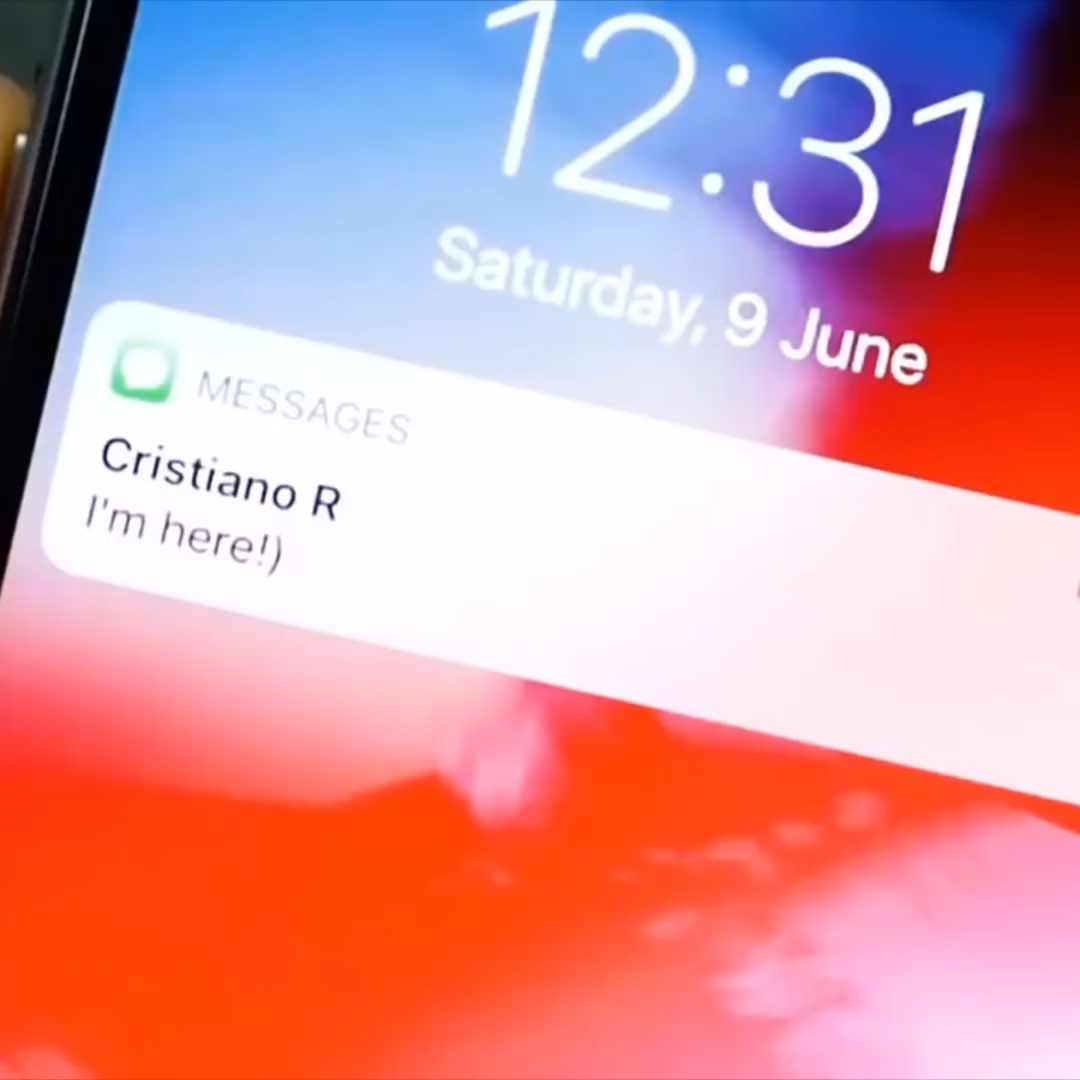 12:31
Saturday, 9 June
MESSAGES
Cristiano R
I'm here!)